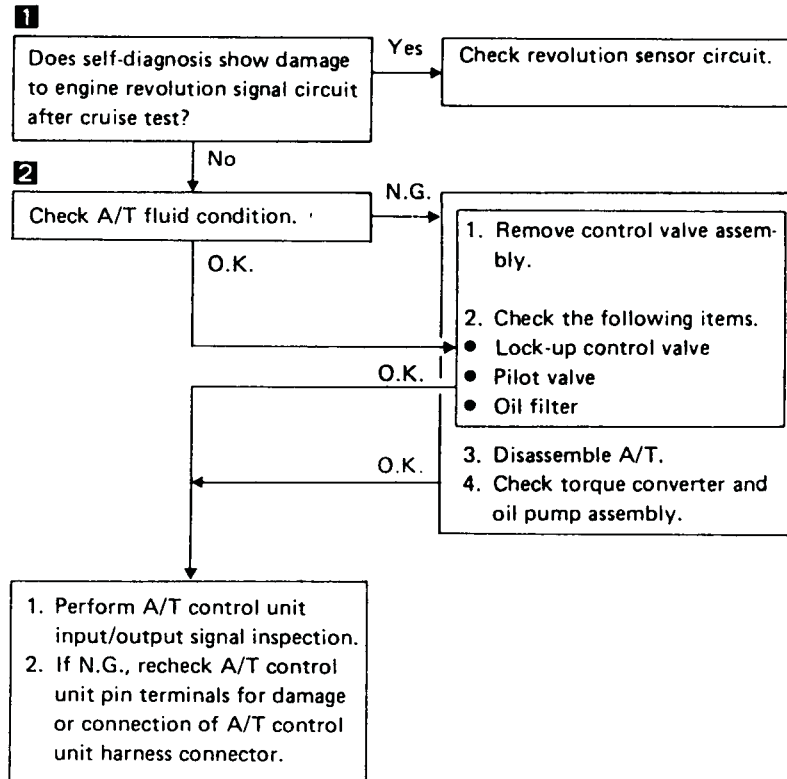 1
Does self-diagnosis show damage
to engine revolution signal circuit
after cruise test?
Yes
Check revolution sensor circuit.
No
2
Check A/T fluid condition.
N.G.
O.K.
1. Remove control valve assem-
bly.
2. Check the following items.
● Lock-up control valve
● Pilot valve
● Oil filter
O.K.
3. Disassemble A/T.
4. Check torque converter and
oil pump assembly.
O.K.
1. Perform A/T control unit
input/output signal inspection.
2. If N.G., recheck A/T control
unit pin terminals for damage
or connection of A/T control
unit harness connector.